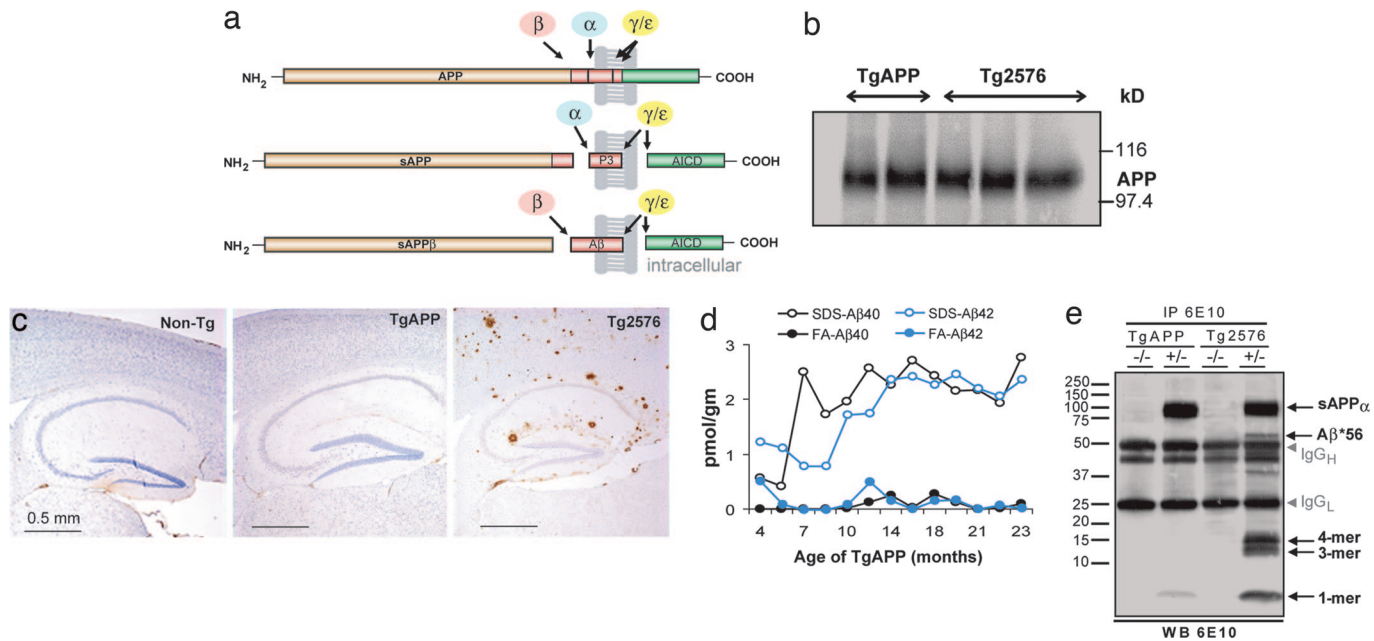 a
β α γ/ε
NH2 APP COOH
α γ/ε
NH2 sAPP P3 AICD COOH
β γ/ε
NH2 sAPPβ Aβ AICD COOH
intracellular
b
TgAPP Tg2576
kD
116
APP
97.4
c
Non-Tg
0.5 mm
TgAPP
Tg2576
d
SDS-Aβ40 SDS-Aβ42
FA-Aβ40 FA-Aβ42
pmol/gm
3
2
1
0
4 7 10 14 18 23
Age of TgAPP (months)
e
IP 6E10
TgAPP Tg2576
-/- +/- -/- +/-
250
150
100
75
50
37
25
20
15
10
sAPPα
Aβ*56
IgGH
IgGL
4-mer
3-mer
1-mer
WB 6E10